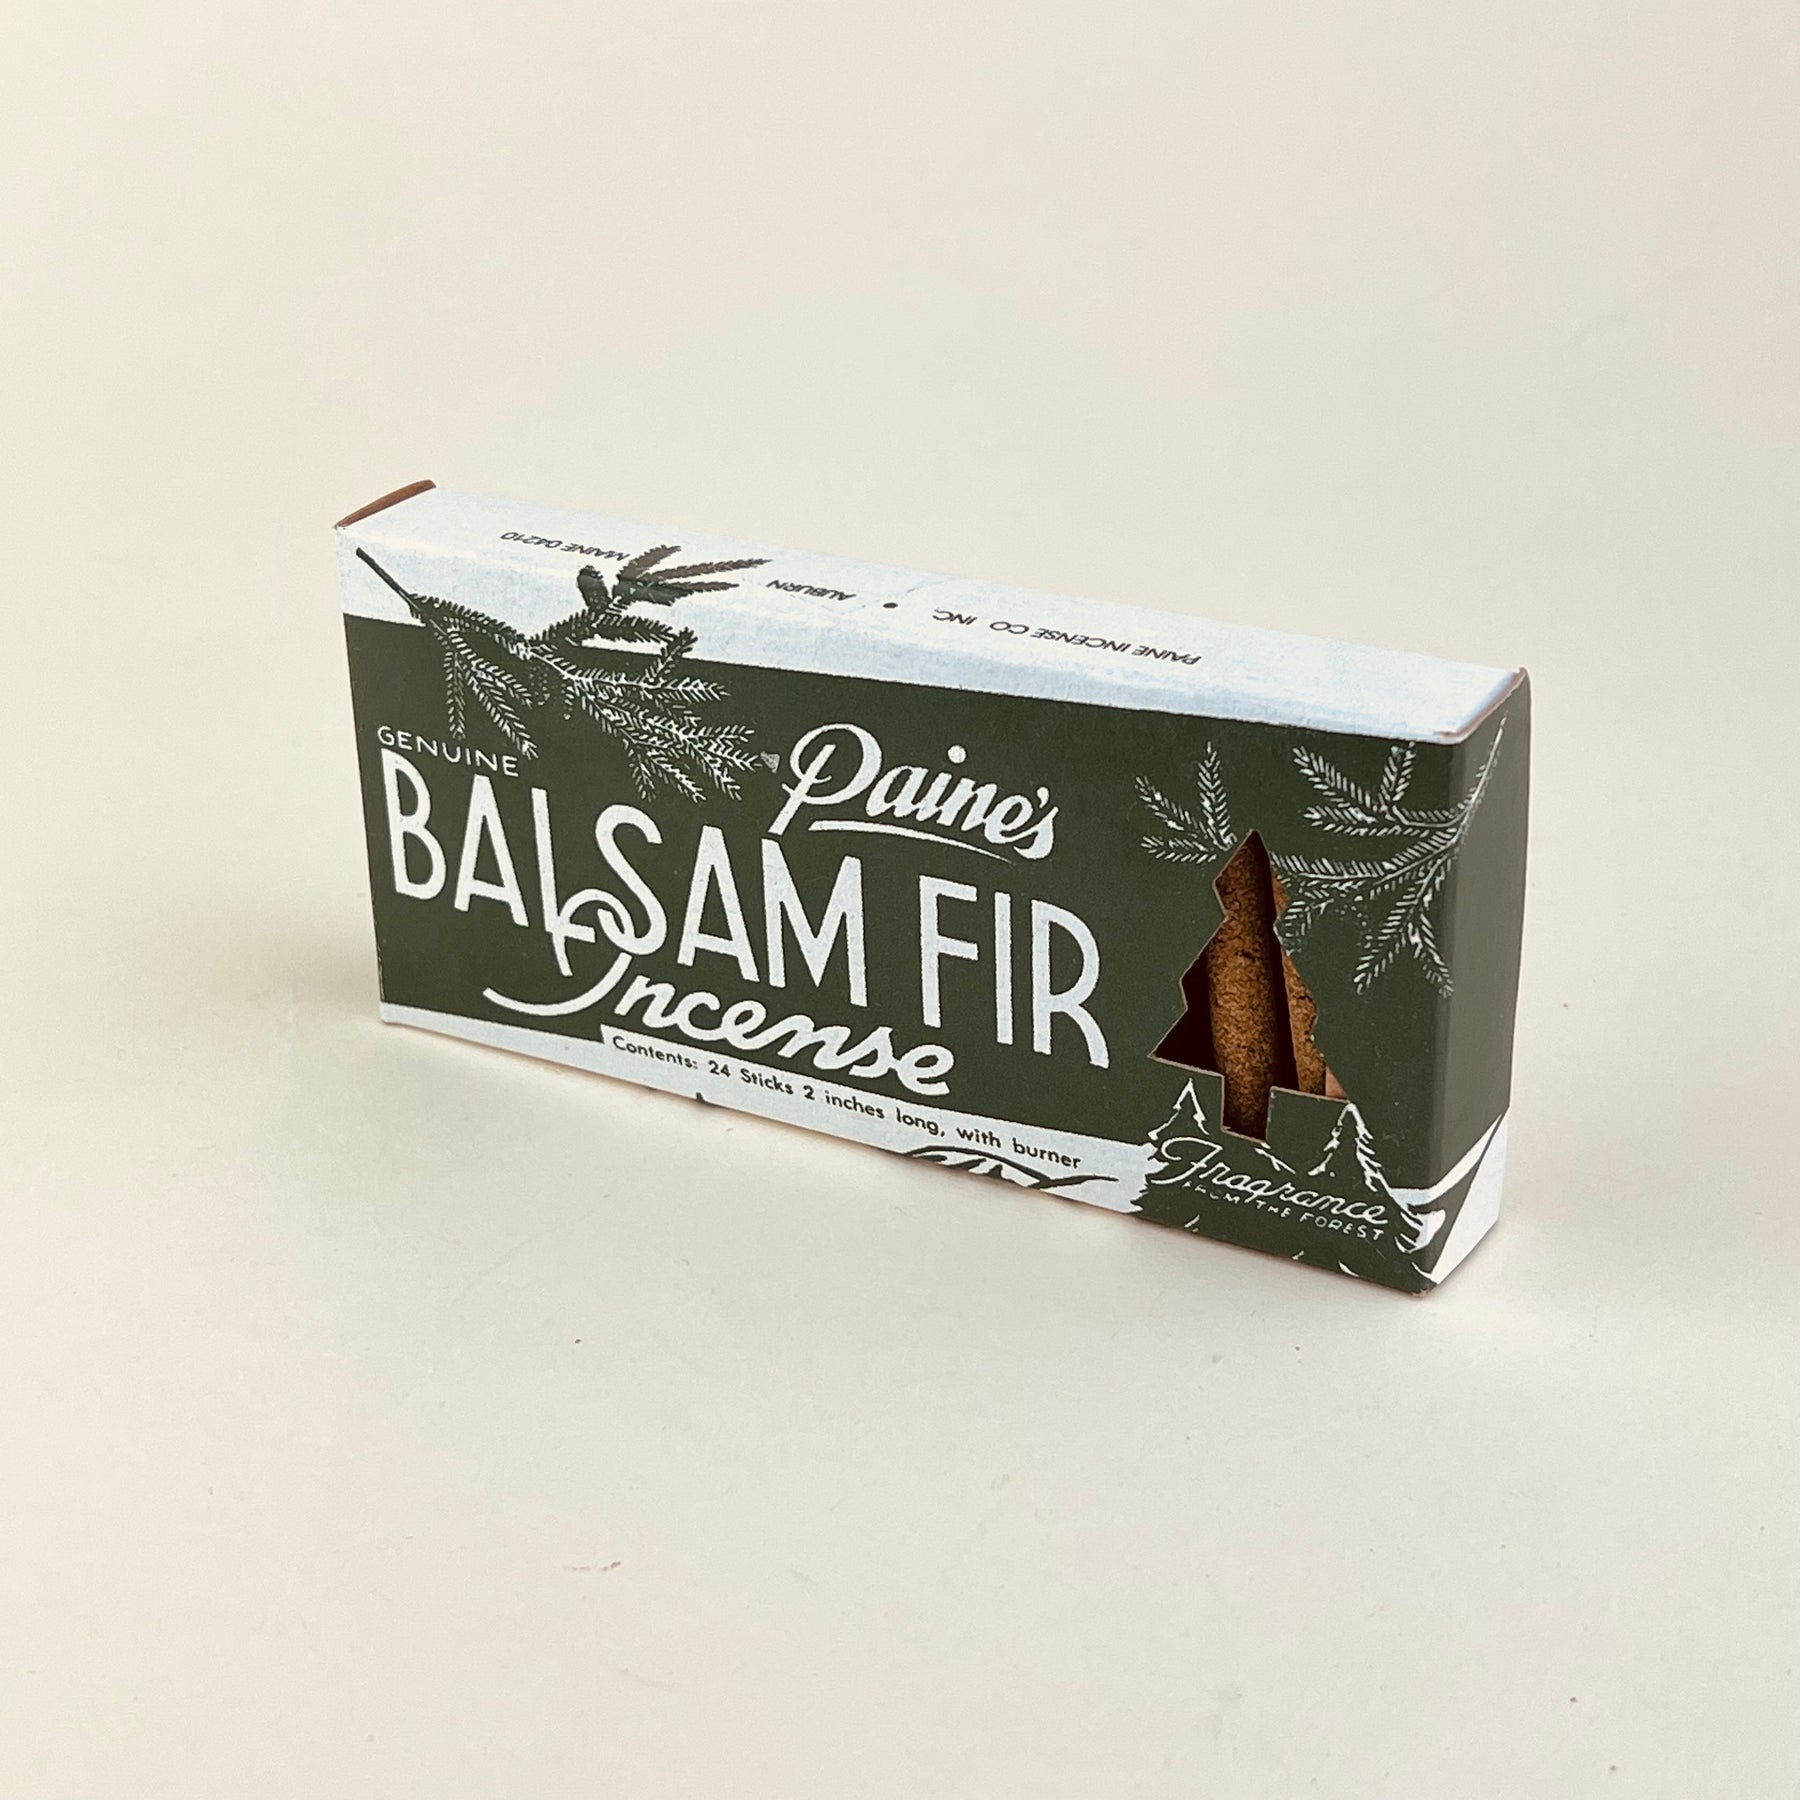 PAINE INCENSE CO INC. • AUBURN MAINE 04210
GENUINE
Paine's
BALSAM FIR
Incense
Contents: 24 Sticks 2 inches long, with burner
Fragrance
FROM THE FOREST